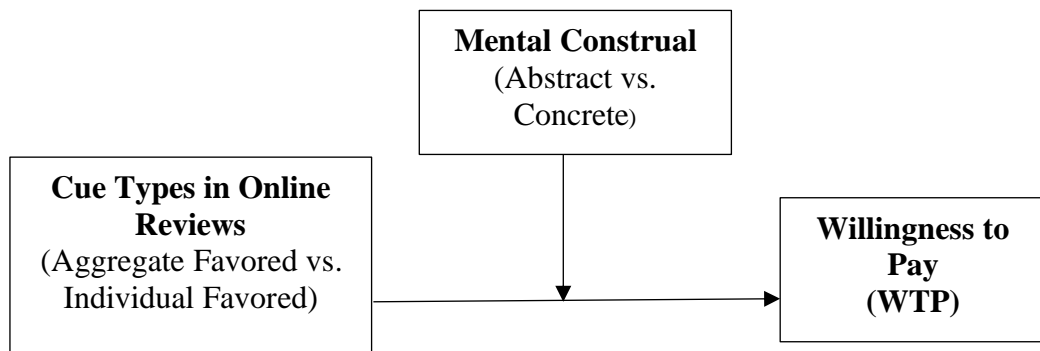 Mental Construal
(Abstract vs.
Concrete)
Cue Types in Online
Reviews
(Aggregate Favored vs.
Individual Favored)
Willingness to
Pay
(WTP)